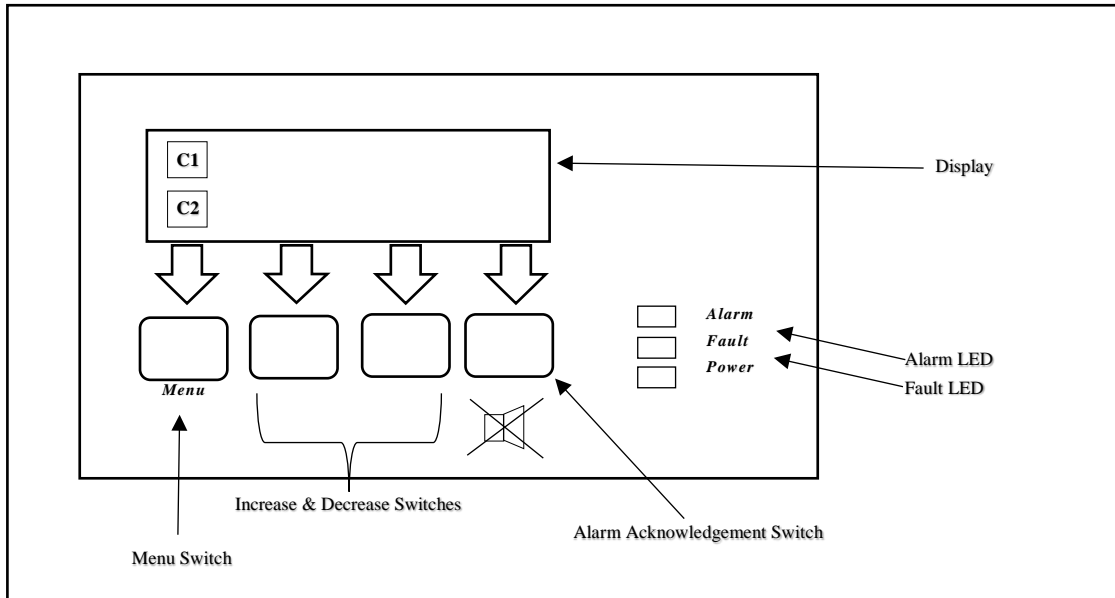 C1
Display
C2
Alarm
Fault
Alarm LED
Power
Fault LED
Menu
Increase & Decrease Switches
Alarm Acknowledgement Switch
Menu Switch